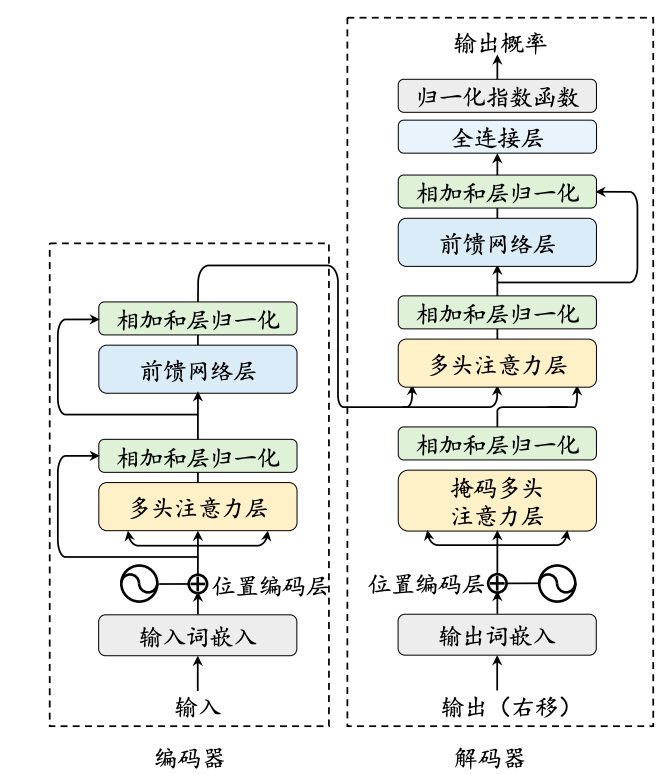 输出概率
归一化指数函数
全连接层
相加和层归一化
前馈网络层
相加和层归一化
多头注意力层
相加和层归一化
掩码多头
注意力层
位置编码层
输出词嵌入
输出（右移）
解码器
相加和层归一化
前馈网络层
相加和层归一化
多头注意力层
位置编码层
输入词嵌入
输入
编码器